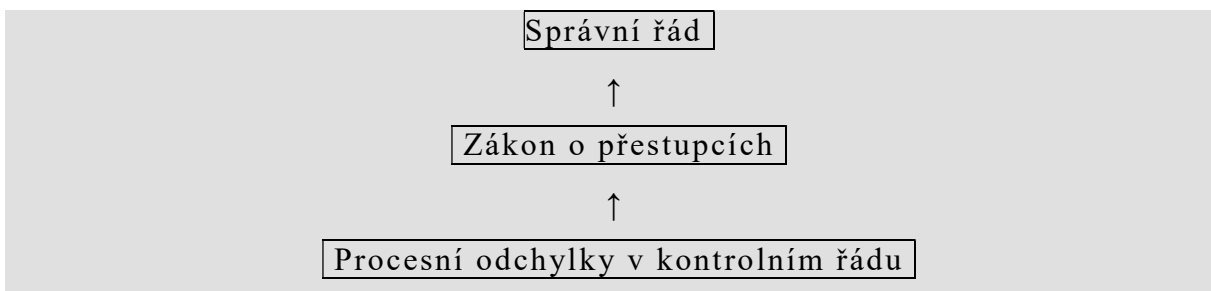 Správní řád
↑
Zákon o přestupcích
↑
Procesní odchylky v kontrolním řádu